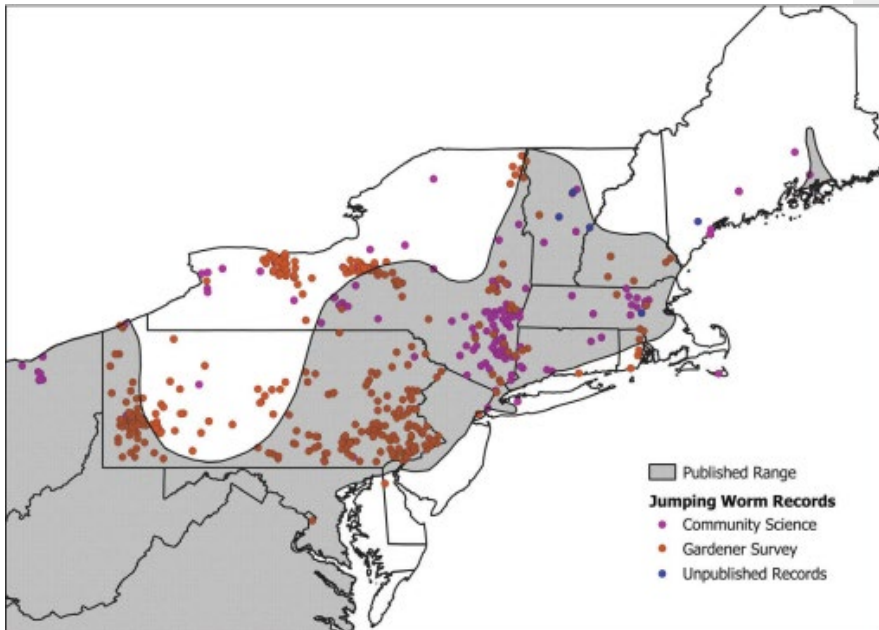 Published Range
Jumping Worm Records
Community Science
Gardener Survey
Unpublished Records